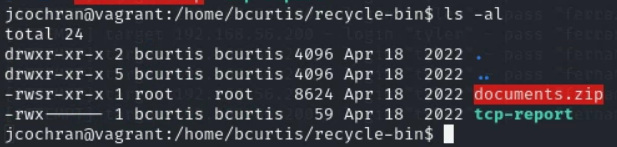 jcochran@vagrant:/home/bcurtis/recycle-bin$ ls -al
total 24
drwxr-xr-x 2 bcurtis bcurtis 4096 Apr 18  2022 .
drwxr-xr-x 5 bcurtis bcurtis 4096 Apr 18  2022 ..
-rwsr-xr-x 1 root    root    8624 Apr 18  2022 documents.zip
-rwx------ 1 bcurtis bcurtis   59 Apr 18  2022 tcp-report
jcochran@vagrant:/home/bcurtis/recycle-bin$